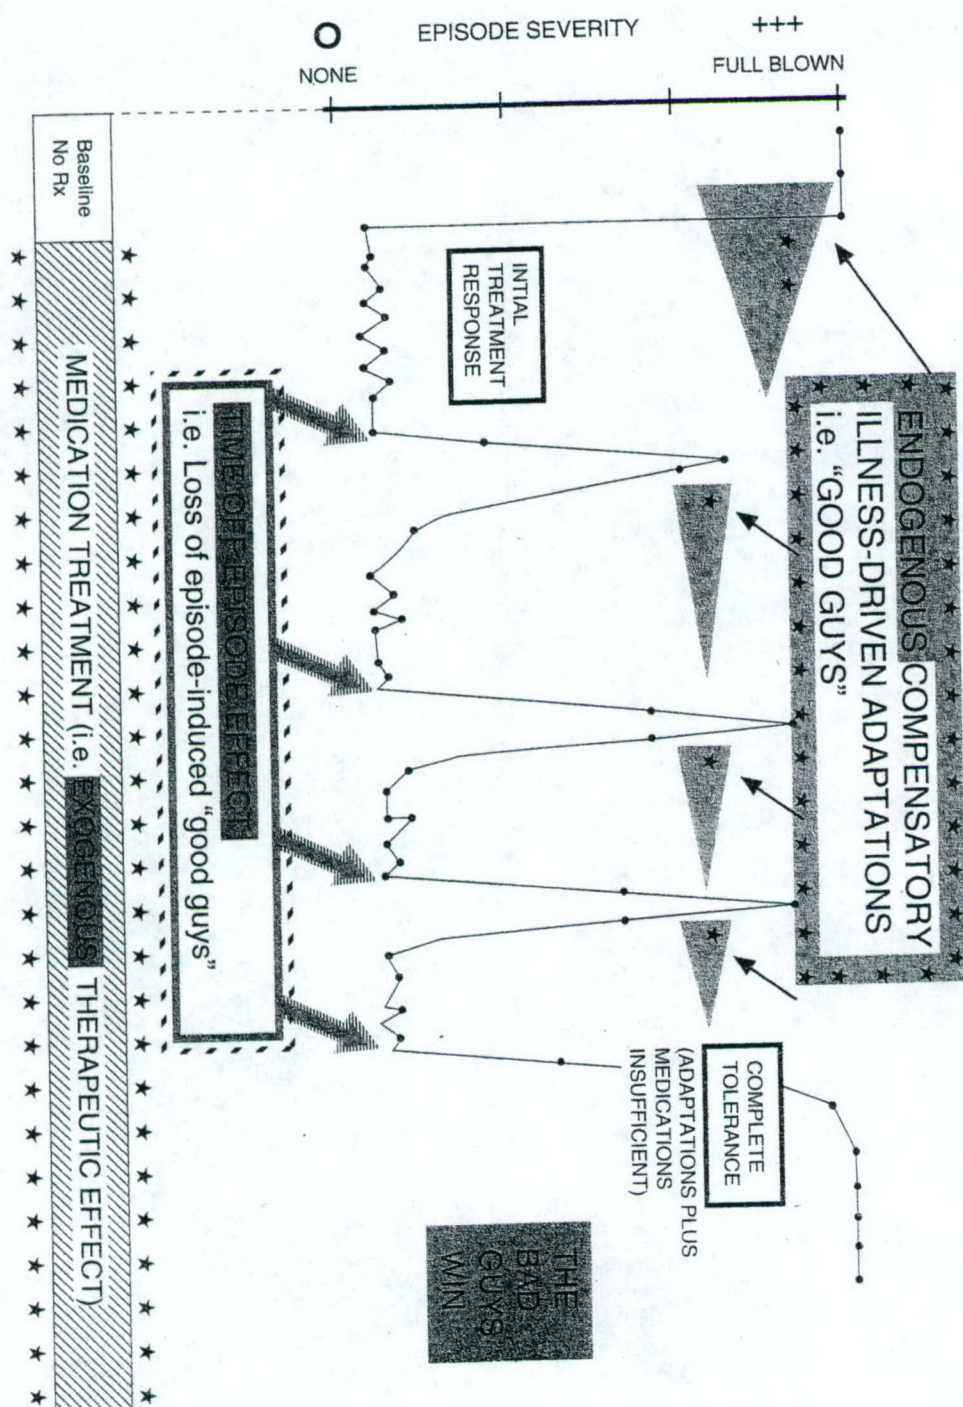 EPISODE SEVERITY
O
NONE
+++
FULL BLOWN
ENDOGENOUS COMPENSATORY
ILLNESS-DRIVEN ADAPTATIONS
i.e. “GOOD GUYS”
INTIAL
TREATMENT
RESPONSE
COMPLETE
TOLERANCE
(ADAPTATIONS PLUS
MEDICATIONS
INSUFFICIENT)
THE
BAD
GUYS
WIN
TIME OFF EPISODE EFFECT
i.e. Loss of episode-induced “good guys”
Baseline
No Rx
MEDICATION TREATMENT (i.e. EXOGENOUS THERAPEUTIC EFFECT)